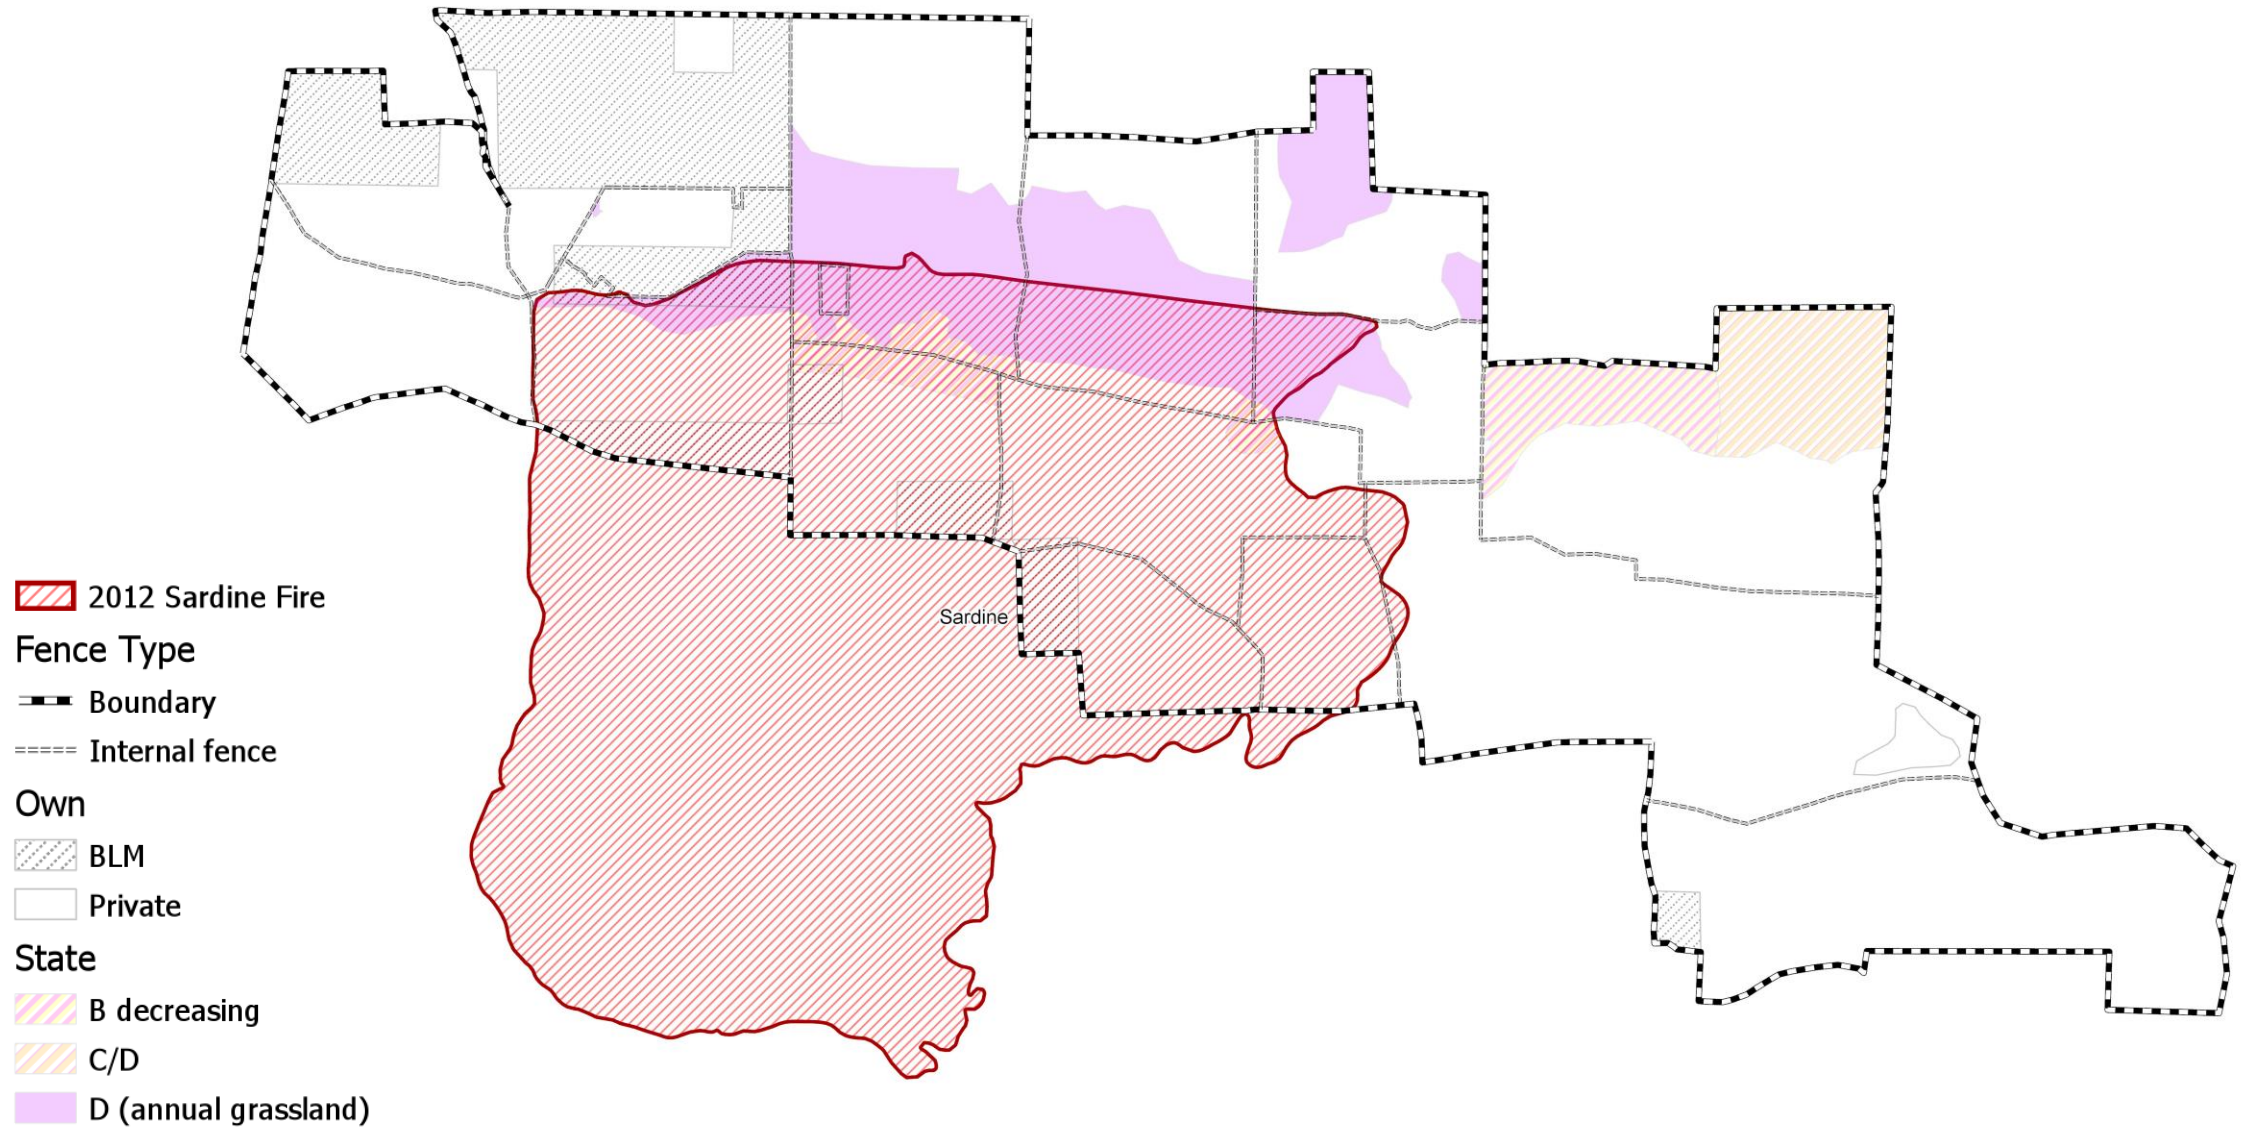 2012 Sardine Fire
Fence Type
Boundary
Internal fence
Own
BLM
Private
State
B decreasing
C/D
D (annual grassland)
Sardine